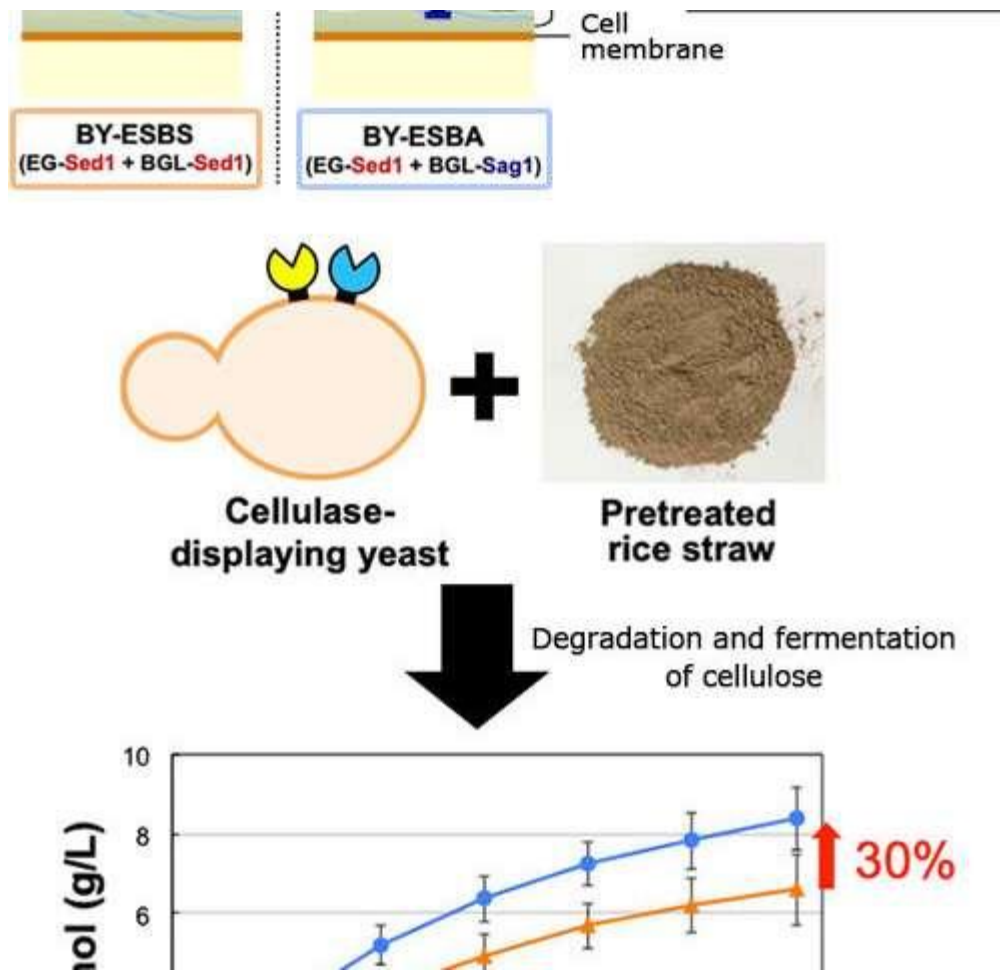 Cell
membrane
BY-ESBS
(EG-Sed1 + BGL-Sed1)
BY-ESBA
(EG-Sed1 + BGL-Sag1)
Cellulase-
displaying yeast
Pretreated
rice straw
Degradation and fermentation
of cellulose
10
8
6
nol (g/L)
30%